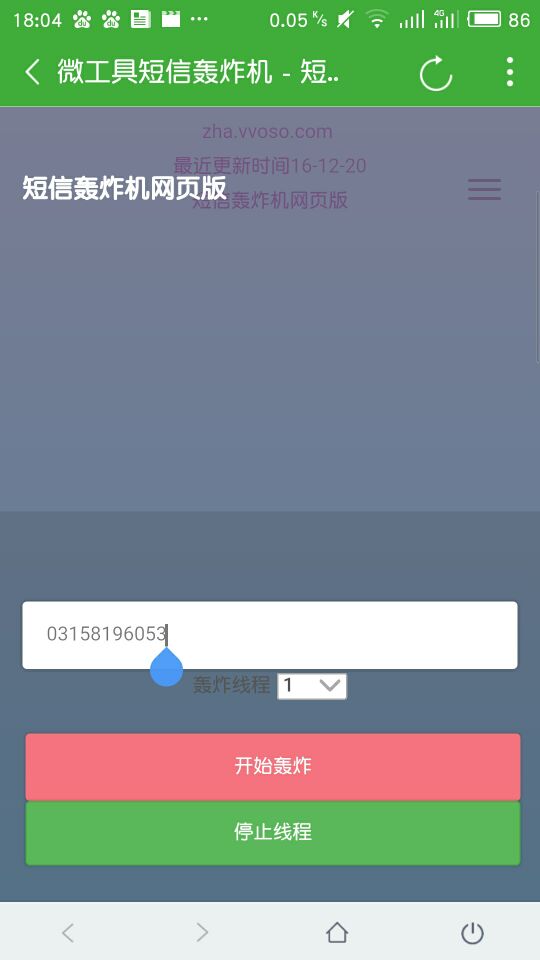 18:04 ··· 0.05 K/s 4G 86
微工具短信轰炸机 - 短..
zha.vvoso.com
最近更新时间16-12-20
短信轰炸机网页版
短信轰炸机网页版
03158196053
轰炸线程 1
开始轰炸
停止线程